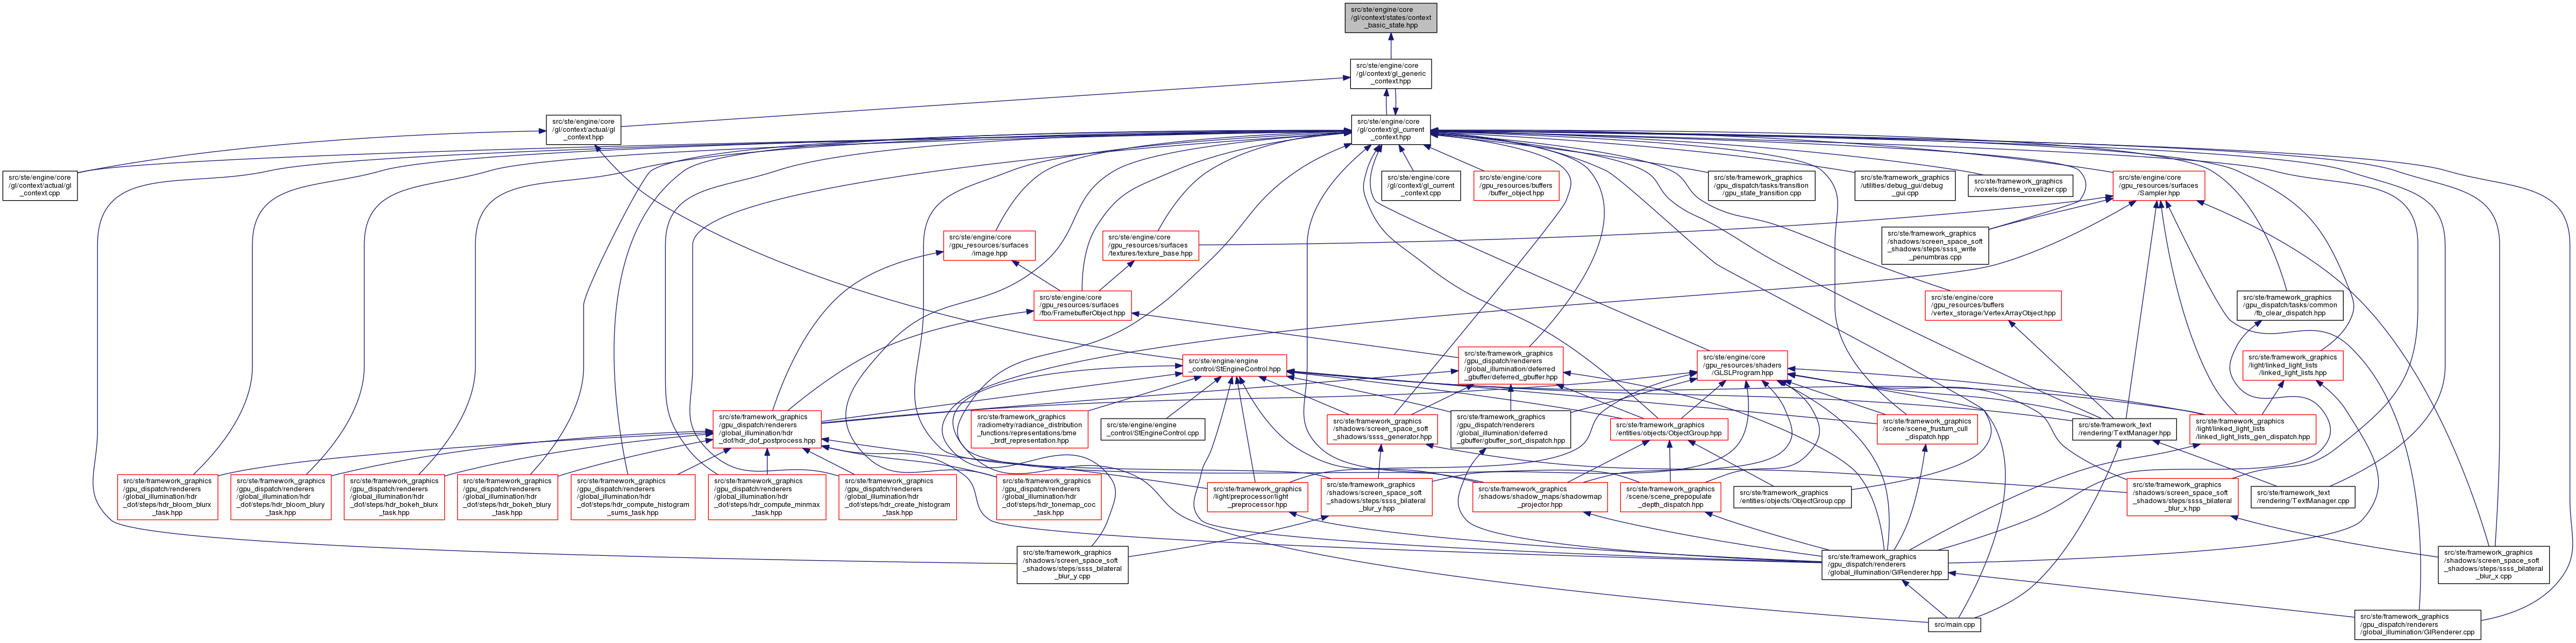 src/ste/engine/core
/gl/context/states/context
_basic_state.hpp
src/ste/engine/core
/gl/context/gl_generic
_context.hpp
src/ste/engine/core
/gl/context/actual/gl
_context.hpp
src/ste/engine/core
/gl/context/gl_current
_context.hpp
src/ste/engine/core
/gl/context/actual/gl
_context.cpp
src/ste/engine/core
/gl/context/gl_current
_context.cpp
src/ste/engine/core
/gpu_resources/buffers
/buffer_object.hpp
src/ste/framework_graphics
/gpu_dispatch/tasks/transition
/gpu_state_transition.cpp
src/ste/framework_graphics
/utilities/debug_gui/debug
_gui.cpp
src/ste/framework_graphics
/voxels/dense_voxelizer.cpp
src/ste/engine/core
/gpu_resources/surfaces
/Sampler.hpp
src/ste/engine/core
/gpu_resources/surfaces
/image.hpp
src/ste/engine/core
/gpu_resources/surfaces
/textures/texture_base.hpp
src/ste/framework_graphics
/shadows/screen_space_soft
_shadows/steps/ssss_write
_penumbras.cpp
src/ste/engine/core
/gpu_resources/surfaces
/fbo/FramebufferObject.hpp
src/ste/engine/core
/gpu_resources/buffers
/vertex_storage/VertexArrayObject.hpp
src/ste/framework_graphics
/gpu_dispatch/tasks/common
/fb_clear_dispatch.hpp
src/ste/engine/engine
_control/StEngineControl.hpp
src/ste/framework_graphics
/gpu_dispatch/renderers
/global_illumination/deferred
_gbuffer/deferred_gbuffer.hpp
src/ste/engine/core
/gpu_resources/shaders
/GLSLProgram.hpp
src/ste/framework_graphics
/light/linked_light_lists
/linked_light_lists.hpp
src/ste/framework_graphics
/gpu_dispatch/renderers
/global_illumination/hdr
_dof/hdr_dof_postprocess.hpp
src/ste/framework_graphics
/radiometry/radiance_distribution
_functions/representations/bme
_brdf_representation.hpp
src/ste/engine/engine
_control/StEngineControl.cpp
src/ste/framework_graphics
/shadows/screen_space_soft
_shadows/ssss_generator.hpp
src/ste/framework_graphics
/gpu_dispatch/renderers
/global_illumination/deferred
_gbuffer/gbuffer_sort_dispatch.hpp
src/ste/framework_graphics
/entities/objects/ObjectGroup.hpp
src/ste/framework_graphics
/scene/scene_frustum_cull
_dispatch.hpp
src/ste/framework_text
/rendering/TextManager.hpp
src/ste/framework_graphics
/light/linked_light_lists
/linked_light_lists_gen_dispatch.hpp
src/ste/framework_graphics
/gpu_dispatch/renderers
/global_illumination/hdr
_dof/steps/hdr_bloom_blurx
_task.hpp
src/ste/framework_graphics
/gpu_dispatch/renderers
/global_illumination/hdr
_dof/steps/hdr_bloom_blury
_task.hpp
src/ste/framework_graphics
/gpu_dispatch/renderers
/global_illumination/hdr
_dof/steps/hdr_bokeh_blurx
_task.hpp
src/ste/framework_graphics
/gpu_dispatch/renderers
/global_illumination/hdr
_dof/steps/hdr_bokeh_blury
_task.hpp
src/ste/framework_graphics
/gpu_dispatch/renderers
/global_illumination/hdr
_dof/steps/hdr_compute_histogram
_sums_task.hpp
src/ste/framework_graphics
/gpu_dispatch/renderers
/global_illumination/hdr
_dof/steps/hdr_compute_minmax
_task.hpp
src/ste/framework_graphics
/gpu_dispatch/renderers
/global_illumination/hdr
_dof/steps/hdr_create_histogram
_task.hpp
src/ste/framework_graphics
/gpu_dispatch/renderers
/global_illumination/hdr
_dof/steps/hdr_tonemap_coc
_task.hpp
src/ste/framework_graphics
/light/preprocessor/light
_preprocessor.hpp
src/ste/framework_graphics
/shadows/screen_space_soft
_shadows/steps/ssss_bilateral
_blur_y.hpp
src/ste/framework_graphics
/shadows/shadow_maps/shadowmap
_projector.hpp
src/ste/framework_graphics
/scene/scene_prepopulate
_depth_dispatch.hpp
src/ste/framework_graphics
/entities/objects/ObjectGroup.cpp
src/ste/framework_graphics
/shadows/screen_space_soft
_shadows/steps/ssss_bilateral
_blur_x.hpp
src/ste/framework_text
/rendering/TextManager.cpp
src/ste/framework_graphics
/shadows/screen_space_soft
_shadows/steps/ssss_bilateral
_blur_y.cpp
src/ste/framework_graphics
/gpu_dispatch/renderers
/global_illumination/GIRenderer.hpp
src/ste/framework_graphics
/shadows/screen_space_soft
_shadows/steps/ssss_bilateral
_blur_x.cpp
src/main.cpp
src/ste/framework_graphics
/gpu_dispatch/renderers
/global_illumination/GIRenderer.cpp